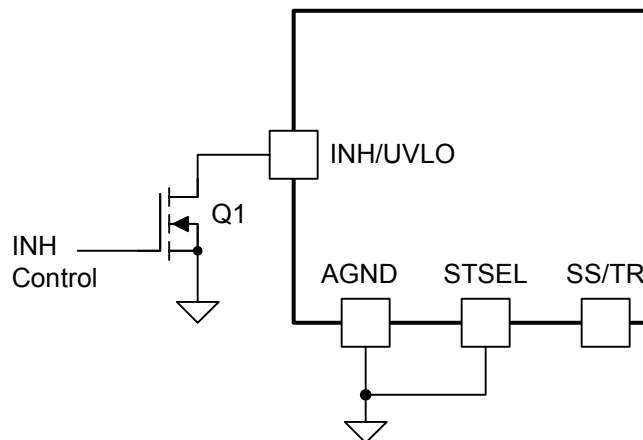 INH/UVLO
Q1
INH
Control
AGND
STSEL
SS/TR